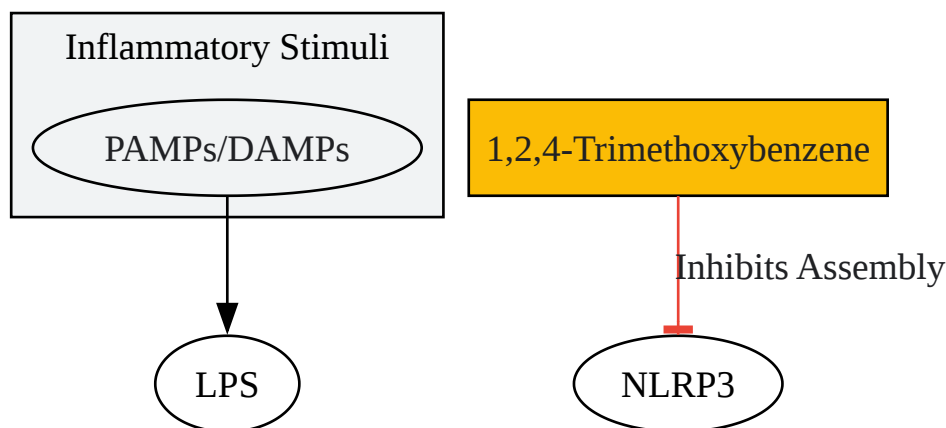 Inflammatory Stimuli
PAMPs/DAMPs
1,2,4-Trimethoxybenzene
Inhibits Assembly
LPS
NLRP3